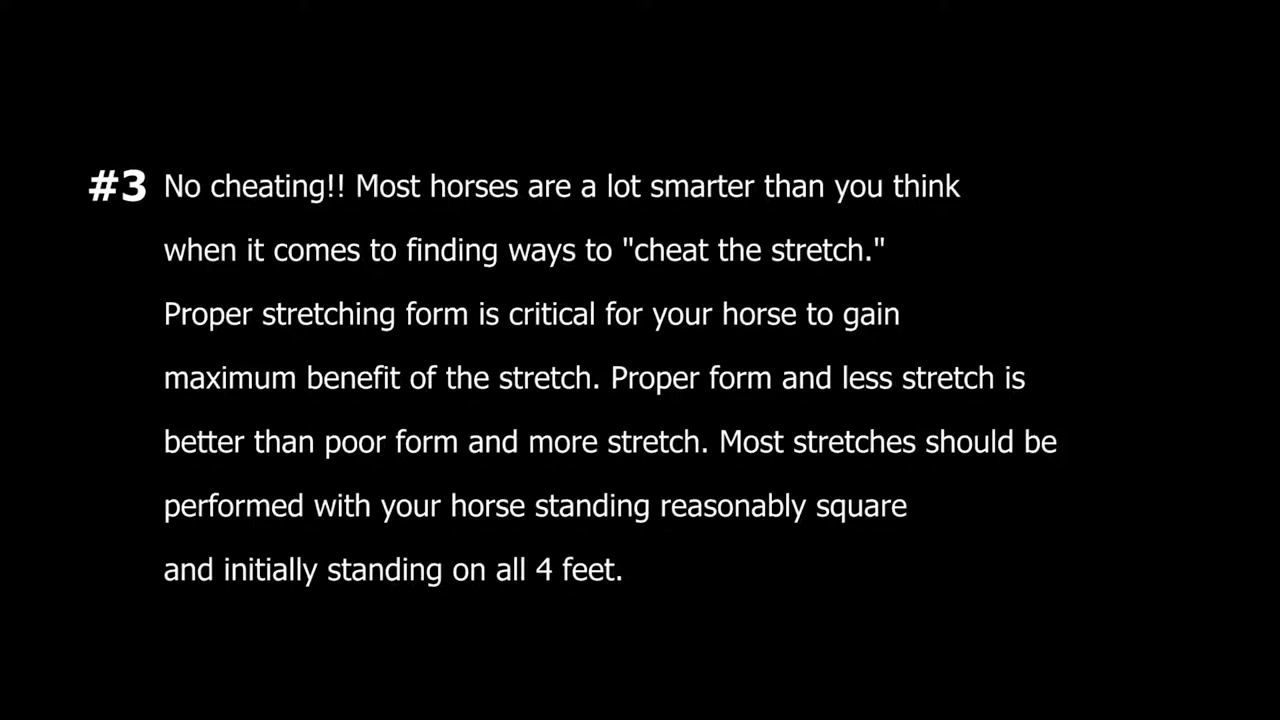 #3 No cheating!! Most horses are a lot smarter than you think
when it comes to finding ways to "cheat the stretch."
Proper stretching form is critical for your horse to gain
maximum benefit of the stretch. Proper form and less stretch is
better than poor form and more stretch. Most stretches should be
performed with your horse standing reasonably square
and initially standing on all 4 feet.